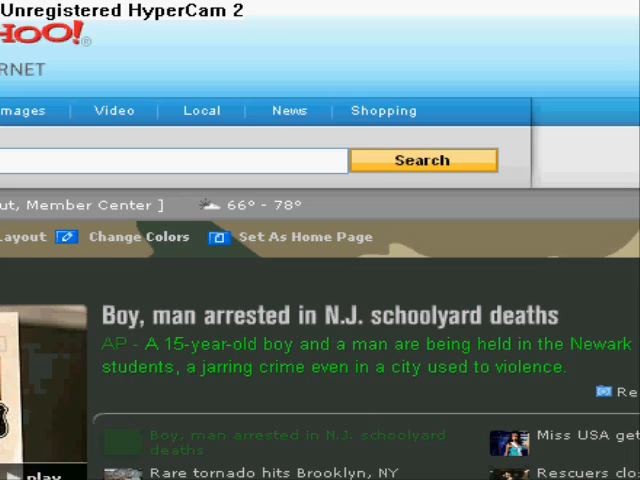 Unregistered HyperCam 2
HOO!®
RNET
mages | Video | Local | News | Shopping
Search
ut, Member Center ] 66° - 78°
Layout Change Colors Set As Home Page
Boy, man arrested in N.J. schoolyard deaths
AP - A 15-year-old boy and a man are being held in the Newark
students, a jarring crime even in a city used to violence.
Re
Boy, man arrested in N.J. schoolyard
deaths
Miss USA get
play
Rare tornado hits Brooklyn, NY
Rescuers clo